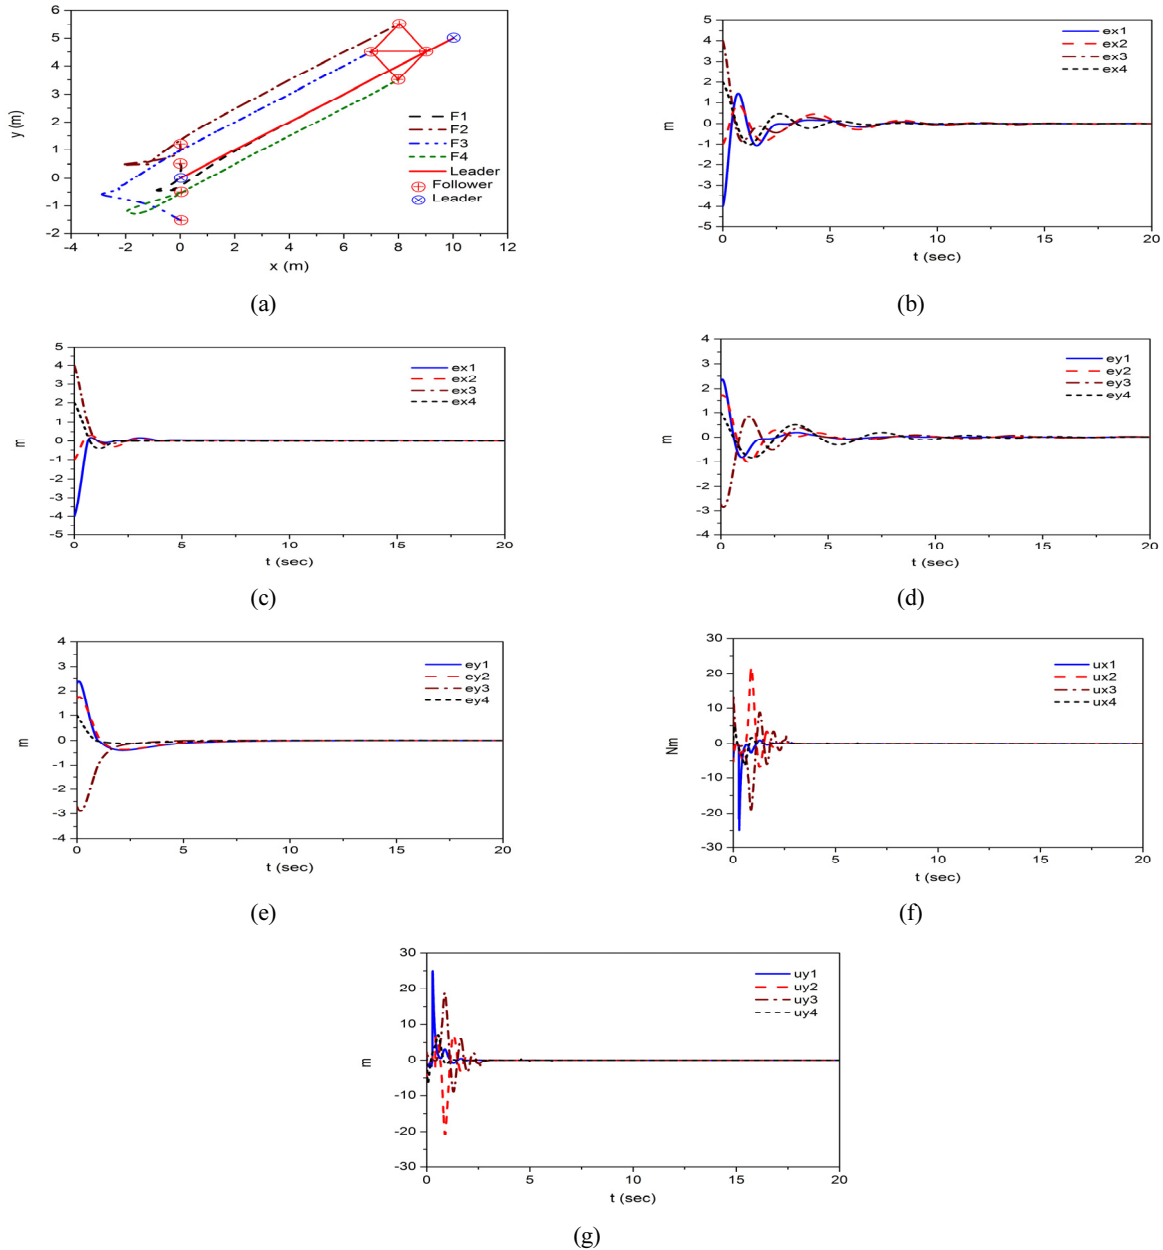 6
5
4
3
2
1
0
-1
-2
-4
-2
0
2
4
6
8
10
12
y (m)
x (m)
F1
F2
F3
F4
Leader
Follower
Leader
(a)
5
4
3
2
1
0
-1
-2
-3
-4
-5
0
5
10
15
20
m
t (sec)
ex1
ex2
ex3
ex4
(b)
5
4
3
2
1
0
-1
-2
-3
-4
-5
0
5
10
15
20
t (sec)
ex1
ex2
ex3
ex4
(c)
4
3
2
1
0
-1
-2
-3
-4
0
5
10
15
20
m
t (sec)
ey1
ey2
ey3
ey4
(d)
4
3
2
1
0
-1
-2
-3
-4
0
5
10
15
20
m
t (sec)
ey1
ey2
ey3
ey4
(e)
30
20
10
0
-10
-20
-30
0
5
10
15
20
Nm
t (sec)
ux1
ux2
ux3
ux4
(f)
30
20
10
0
-10
-20
-30
0
5
10
15
20
m
t (sec)
uy1
uy2
uy3
uy4
(g)